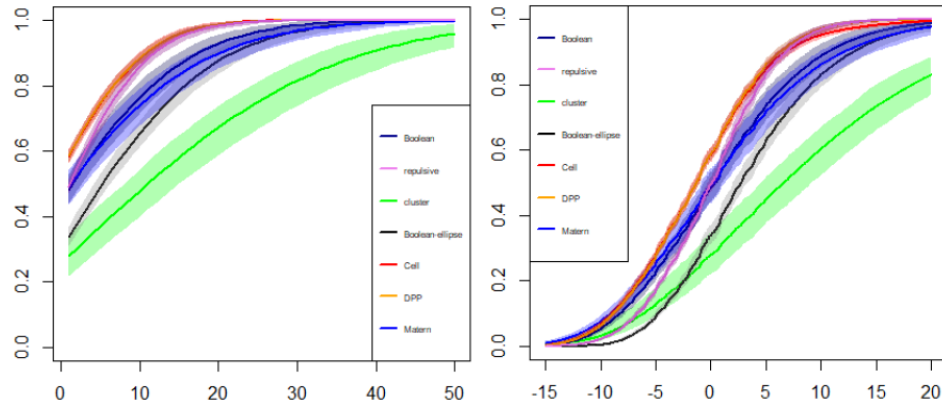 1.0
0.8
0.6
0.4
0.2
0.0
0 10 20 30 40 50
Boolean
repulsive
cluster
Boolean-ellipse
Cell
DPP
Matern
1.0
0.8
0.6
0.4
0.2
0.0
-15 -10 -5 0 5 10 15 20
Boolean
repulsive
cluster
Boolean-ellipse
Cell
DPP
Matern